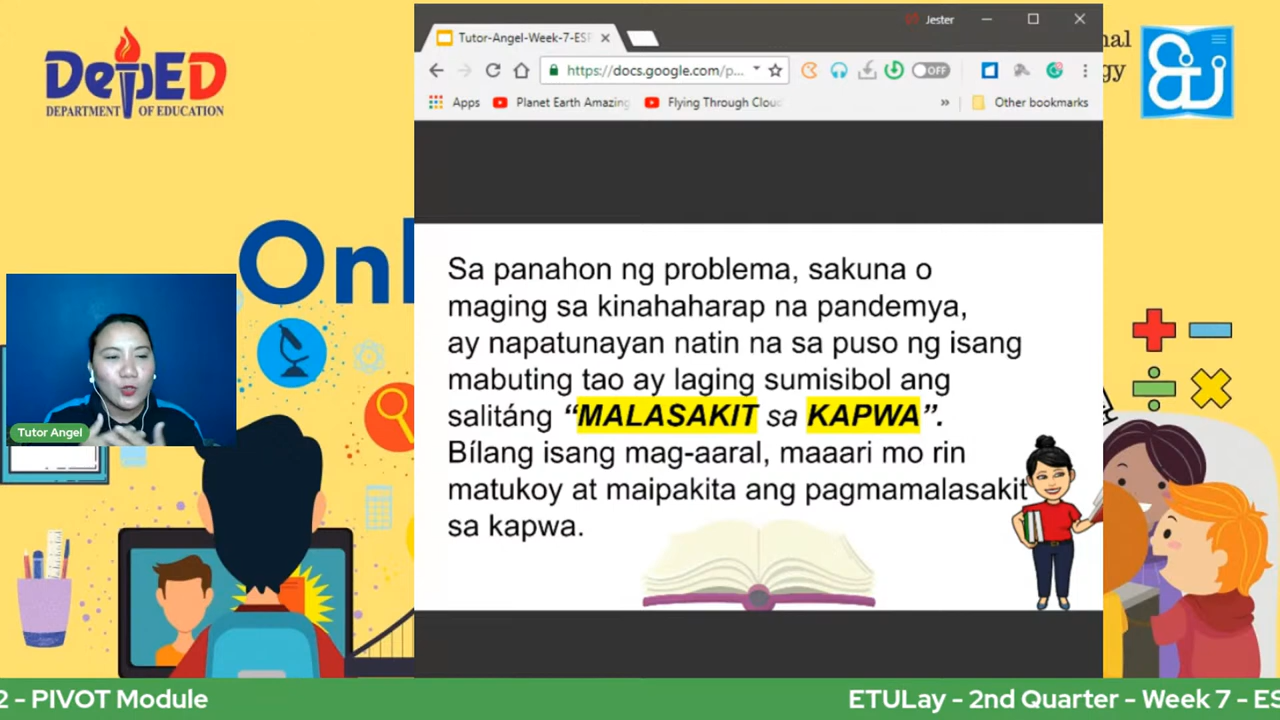 DepED
DEPARTMENT OF EDUCATION
Jester
Tutor-Angel-Week-7-ESP
https://docs.google.com/p...
OFF
Apps
Planet Earth Amazing
Flying Through Clou
»
Other bookmarks
Onl
Sa panahon ng problema, sakuna o
maging sa kinahaharap na pandemya,
ay napatunayan natin na sa puso ng isang
mabuting tao ay laging sumisibol ang
salitáng “MALASAKIT sa KAPWA”.
Bílang isang mag-aaral, maaari mo rin
matukoy at maipakita ang pagmamalasakit
sa kapwa.
Tutor Angel
2 - PIVOT Module
ETULay - 2nd Quarter - Week 7 - ES